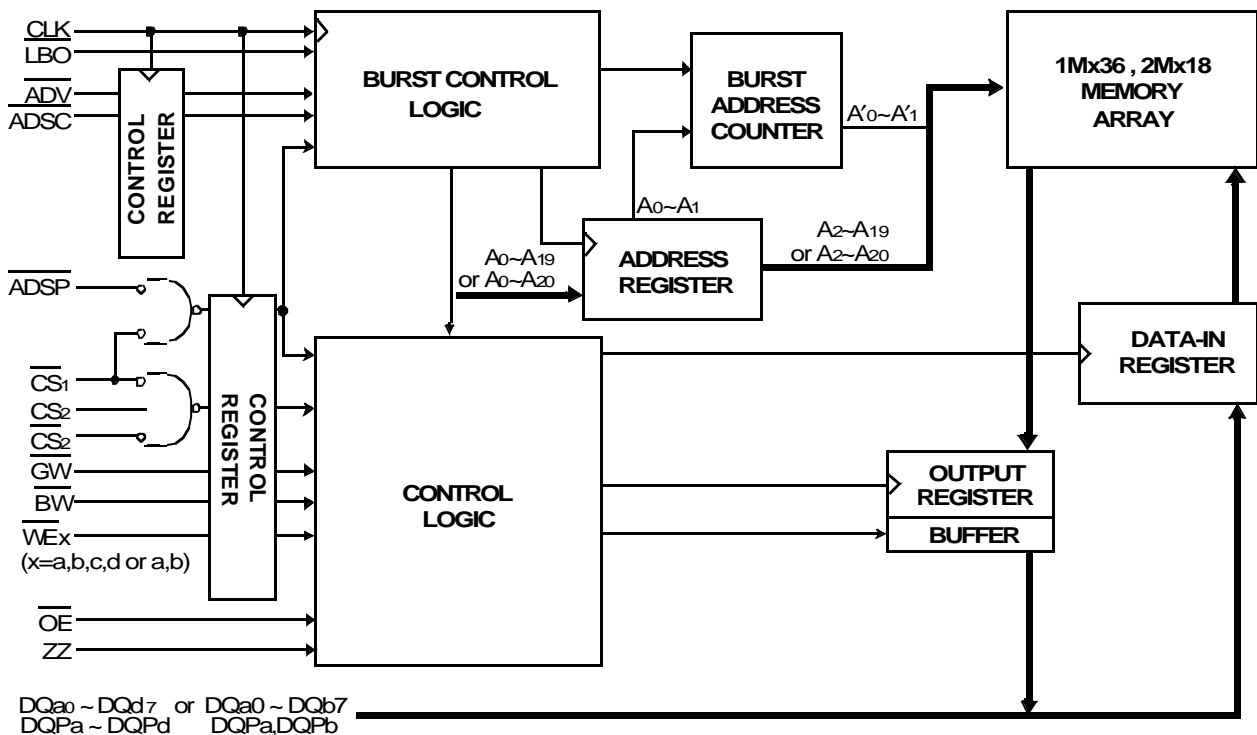 CLK
LBO
ADV
ADSC
CONTROL
REGISTER
BURST CONTROL
LOGIC
BURST
ADDRESS
COUNTER
A′0~A′1
1Mx36 , 2Mx18
MEMORY
ARRAY
A0~A1
A0~A19
or A0~A20
ADDRESS
REGISTER
A2~A19
or A2~A20
ADSP
CS1
CS2
CS2
GW
BW
WEx
(x=a,b,c,d or a,b)
OE
ZZ
CONTROL
REGISTER
CONTROL
LOGIC
DATA-IN
REGISTER
OUTPUT
REGISTER
BUFFER
DQa0 ~ DQd7 or DQa0 ~ DQb7
DQPa ~ DQPd DQPa,DQPb